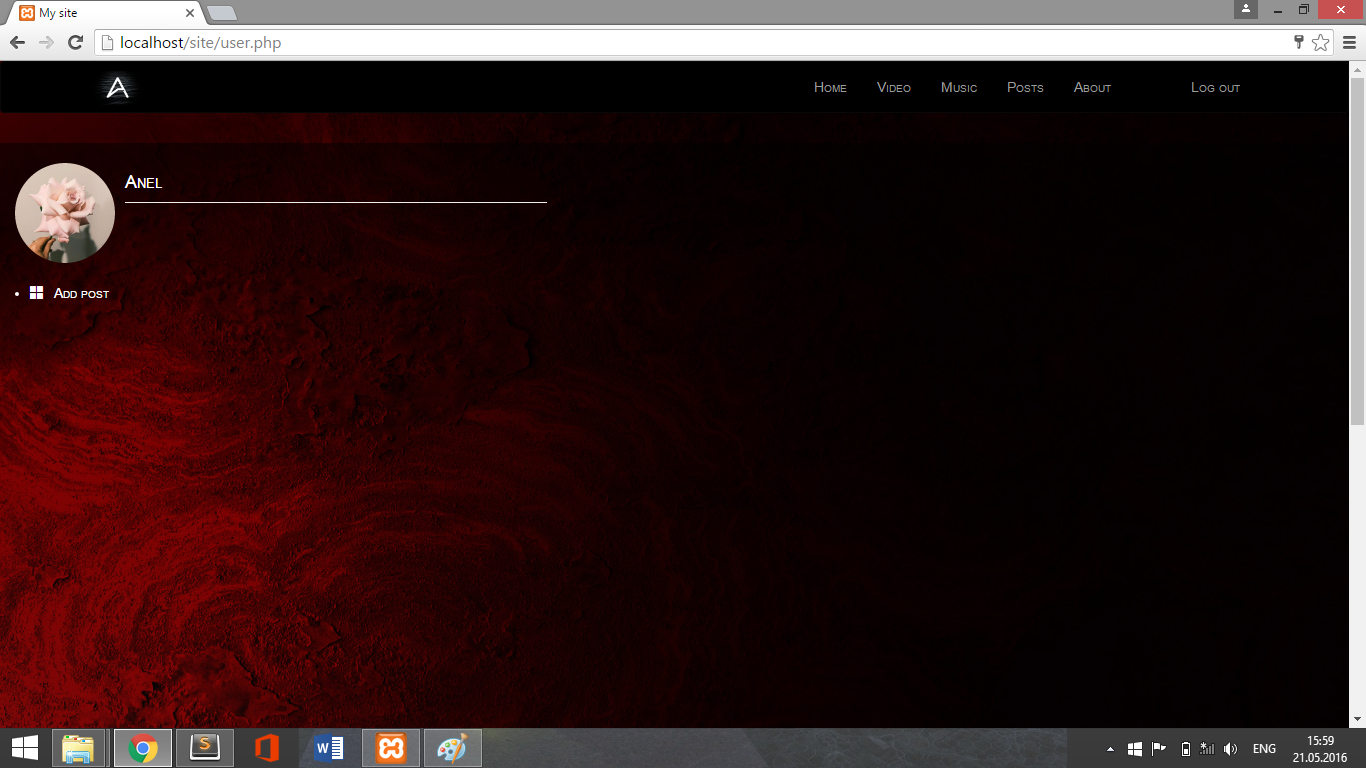 My site
localhost/site/user.php
A
Home Video Music Posts About Log out
Anel
Add post
S
W
ENG
15:59
21.05.2016